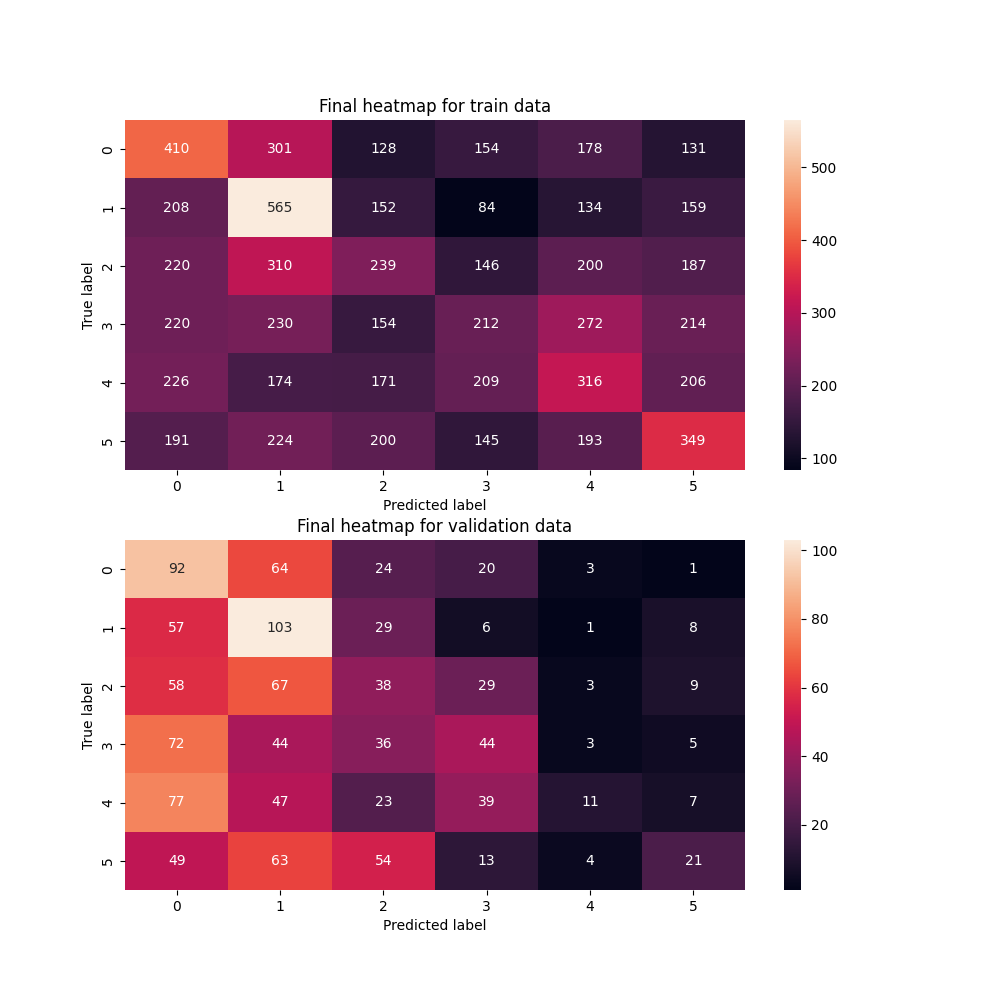 Final heatmap for train data
0 410 301 128 154 178 131
1 208 565 152 84 134 159
2 220 310 239 146 200 187
3 220 230 154 212 272 214
4 226 174 171 209 316 206
5 191 224 200 145 193 349
True label
0 1 2 3 4 5
Predicted label
500
400
300
200
100
Final heatmap for validation data
0 92 64 24 20 3 1
1 57 103 29 6 1 8
2 58 67 38 29 3 9
3 72 44 36 44 3 5
4 77 47 23 39 11 7
5 49 63 54 13 4 21
True label
0 1 2 3 4 5
Predicted label
100
80
60
40
20